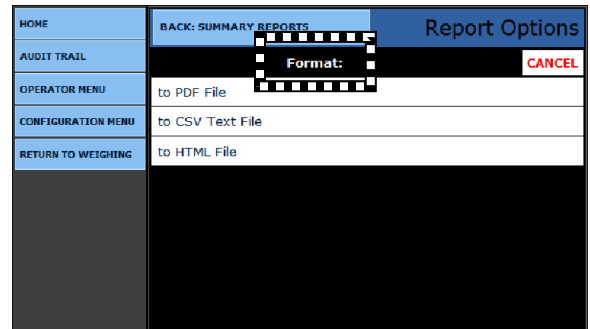 HOME
AUDIT TRAIL
OPERATOR MENU
CONFIGURATION MENU
RETURN TO WEIGHING
BACK: SUMMARY REPORTS
Report Options
Format:
CANCEL
to PDF File
to CSV Text File
to HTML File